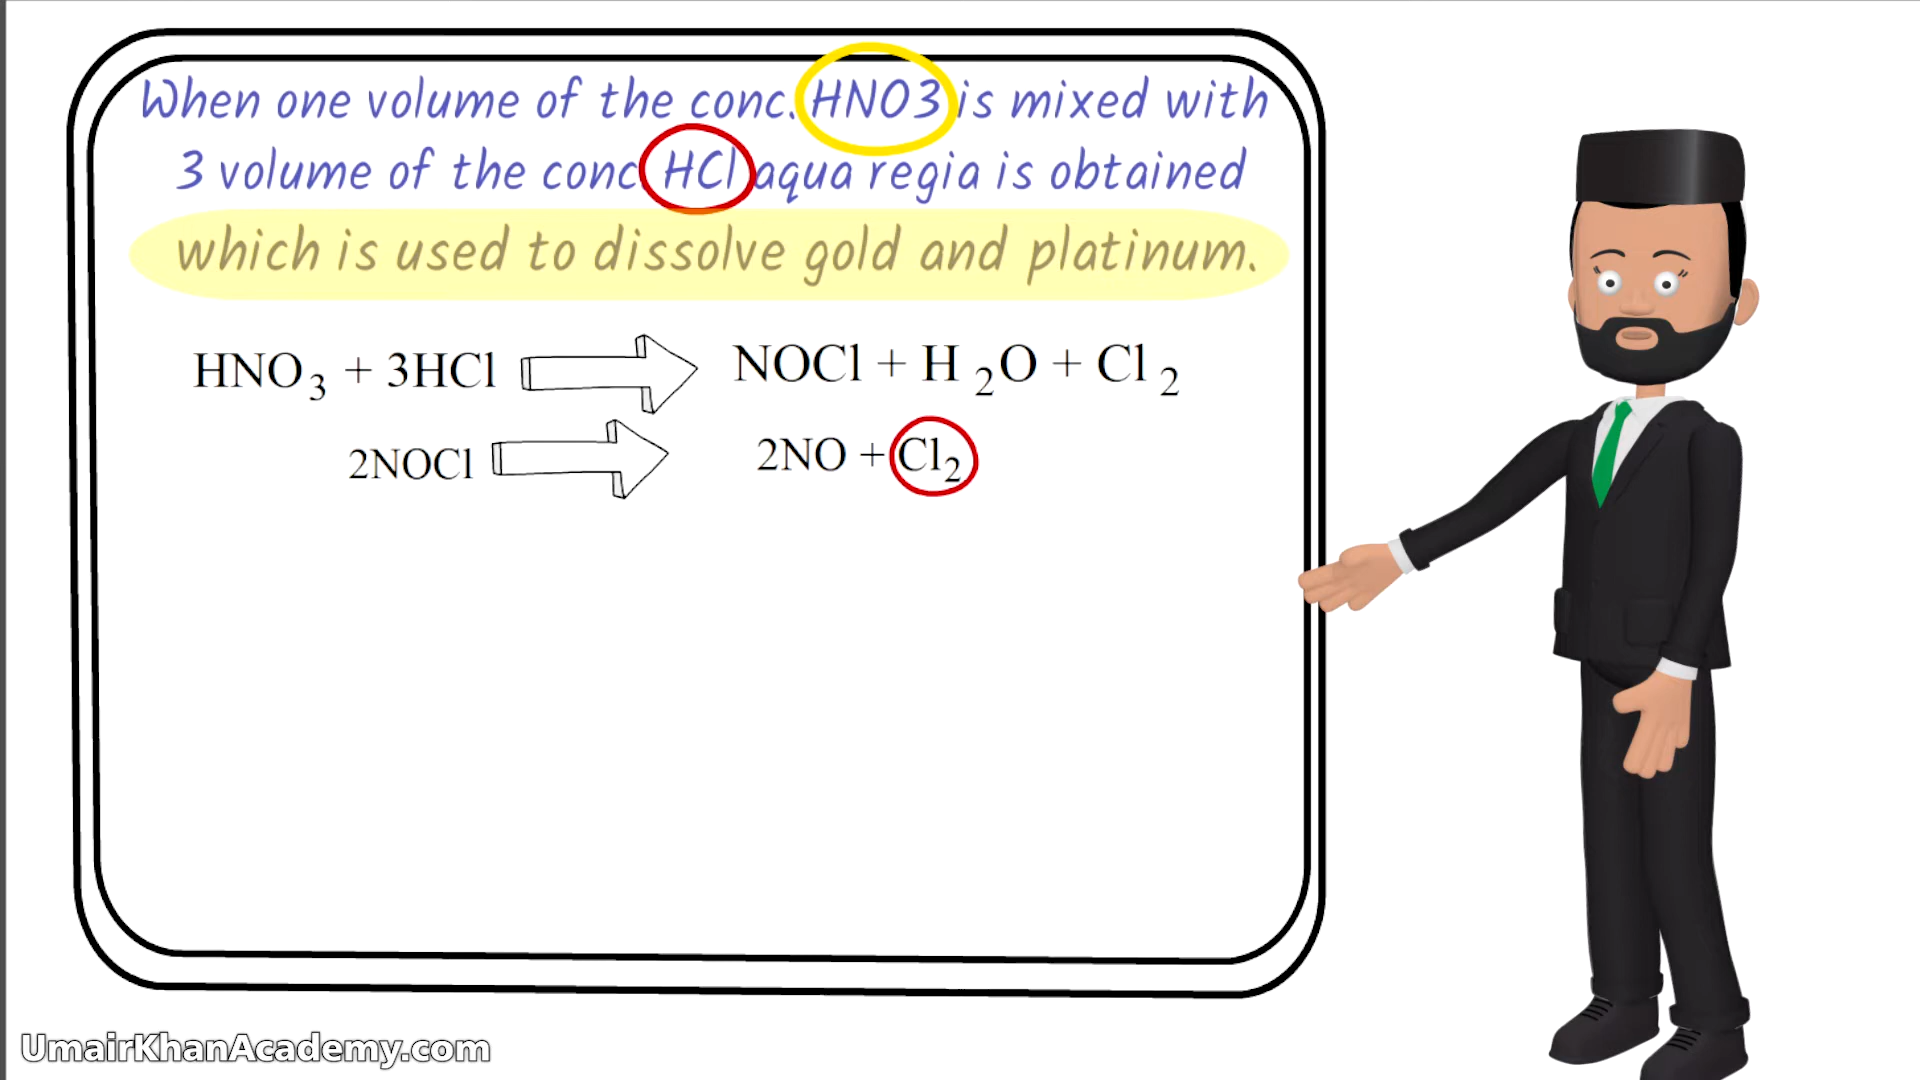 When one volume of the conc. HNO3 is mixed with
3 volume of the conc. HCl aqua regia is obtained
which is used to dissolve gold and platinum.
HNO3 + 3HCl NOCl + H2O + Cl2
2NOCl 2NO + Cl2
UmairKhanAcademy.com